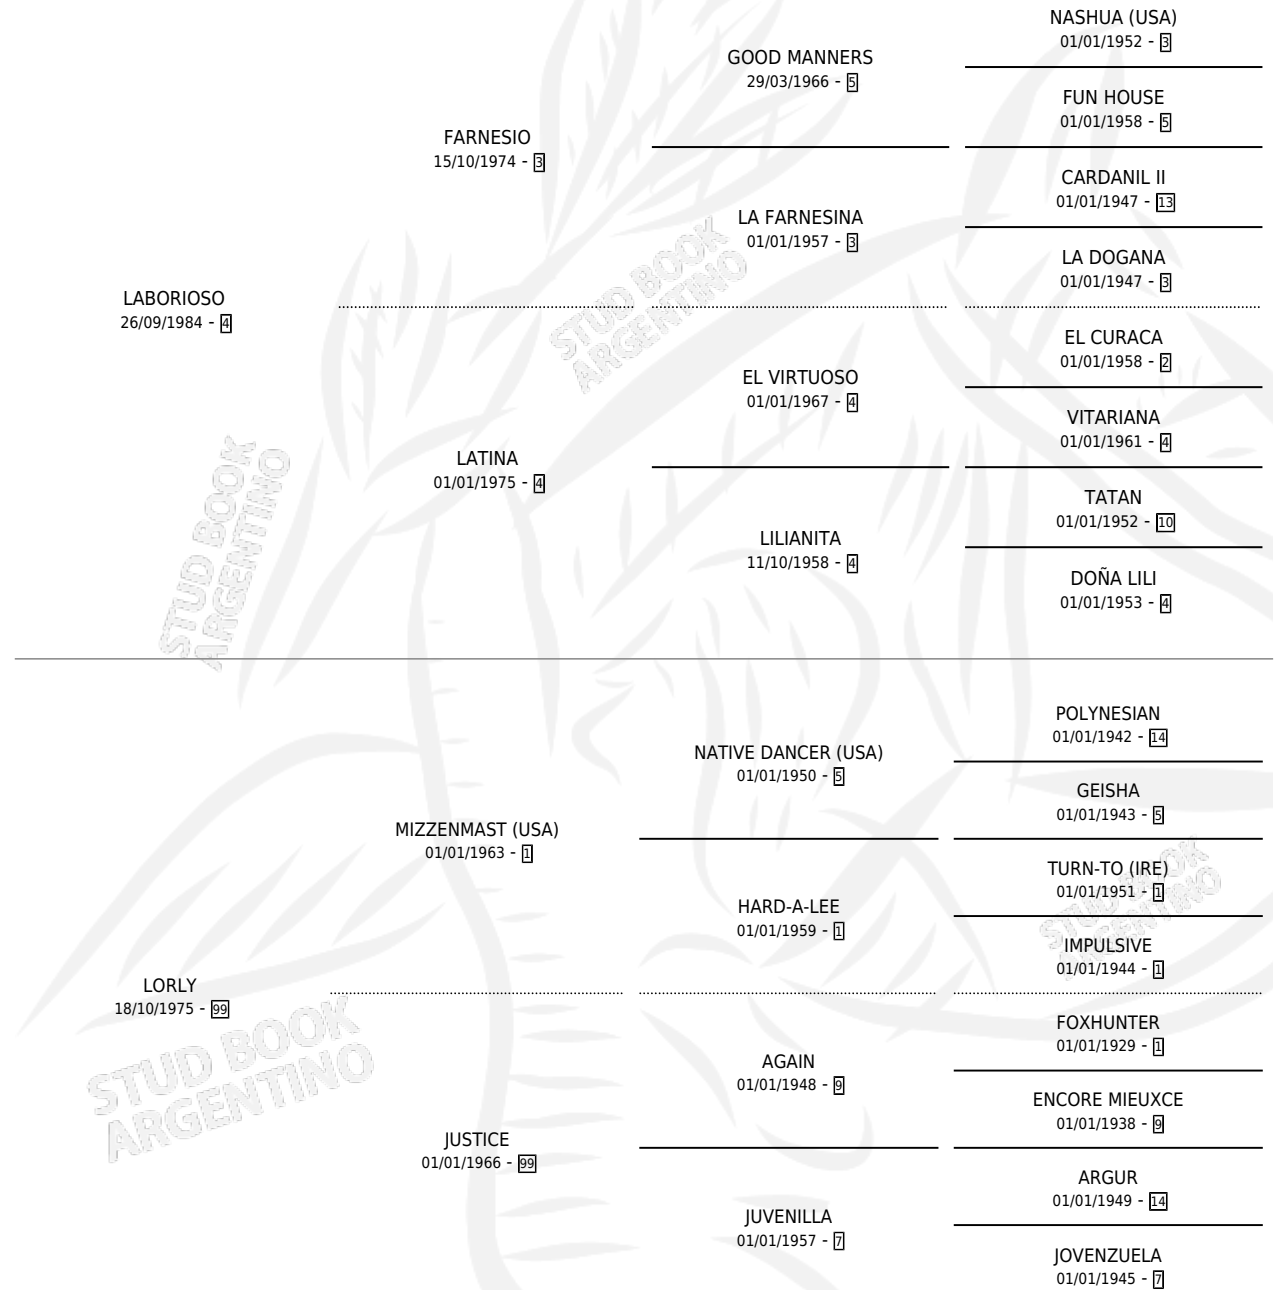 NASHUA (USA)
01/01/1952 - 3
GOOD MANNERS
29/03/1966 - 5
FUN HOUSE
01/01/1958 - 5
FARNESIO
15/10/1974 - 3
CARDANIL II
01/01/1947 - 13
LA FARNESINA
01/01/1957 - 3
LA DOGANA
01/01/1947 - 3
LABORIOSO
26/09/1984 - 4
EL CURACA
01/01/1958 - 2
EL VIRTUOSO
01/01/1967 - 4
VITARIANA
01/01/1961 - 4
LATINA
01/01/1975 - 4
TATAN
01/01/1952 - 10
LILIANITA
11/10/1958 - 4
DOÑA LILI
01/01/1953 - 4
POLYNESIAN
01/01/1942 - 14
NATIVE DANCER (USA)
01/01/1950 - 5
GEISHA
01/01/1943 - 5
MIZZENMAST (USA)
01/01/1963 - 1
TURN-TO (IRE)
01/01/1951 - 1
HARD-A-LEE
01/01/1959 - 1
IMPULSIVE
01/01/1944 - 1
LORLY
18/10/1975 - 99
FOXHUNTER
01/01/1929 - 1
AGAIN
01/01/1948 - 9
ENCORE MIEUXCE
01/01/1938 - 9
JUSTICE
01/01/1966 - 99
ARGUR
01/01/1949 - 14
JUVENILLA
01/01/1957 - 7
JOVENZUELA
01/01/1945 - 7
STUD BOOK
ARGENTINO
STUD BOOK
ARGENTINO
STUD BOOK
ARGENTINO
STUD BOOK
ARGENTINO